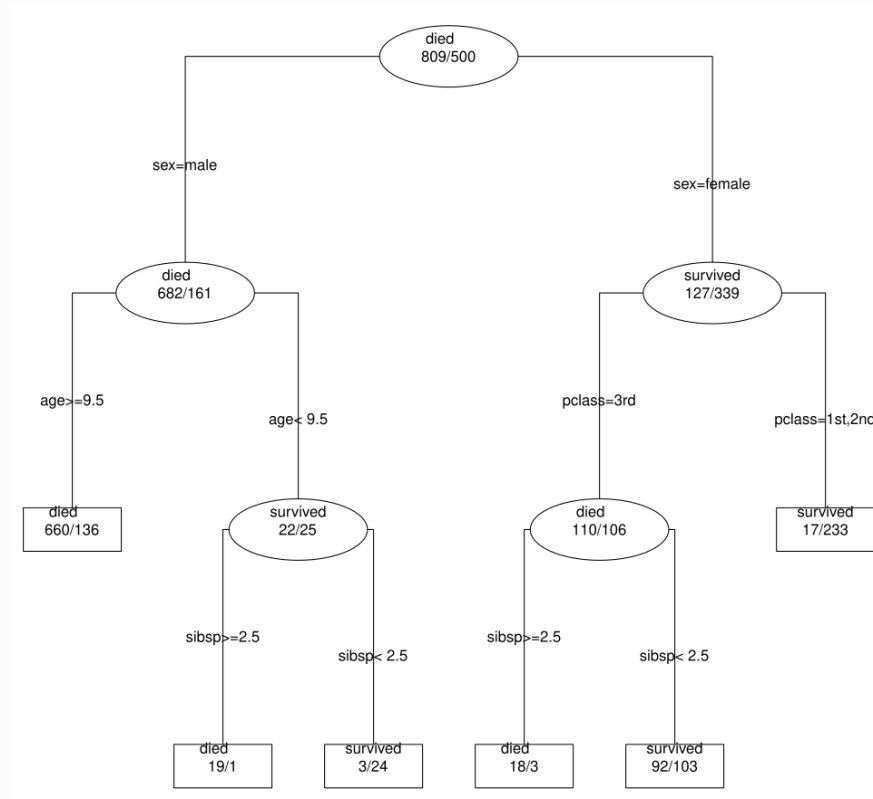 died
809/500
sex=male
sex=female
died
682/161
survived
127/339
age>=9.5
age< 9.5
pclass=3rd
pclass=1st,2nd
died
660/136
survived
22/25
died
110/106
survived
17/233
sibsp>=2.5
sibsp< 2.5
sibsp>=2.5
sibsp< 2.5
died
19/1
survived
3/24
died
18/3
survived
92/103